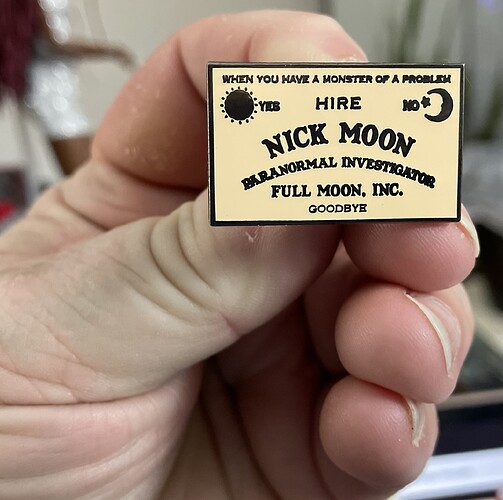 WHEN YOU HAVE A MONSTER OF A PROBLEM
YES HIRE NO
NICK MOON
PARANORMAL INVESTIGATOR
FULL MOON, INC.
GOODBYE